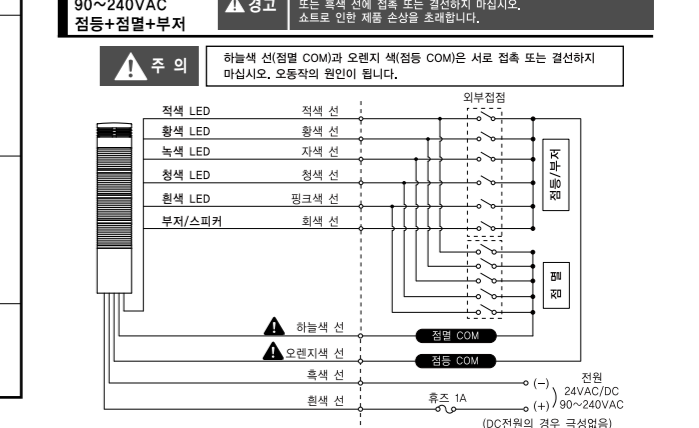 90~240VAC
점등+점멸+부저
경고
또는 흑색 선에 접촉 또는 결선하지 마십시오.
쇼트로 인한 제품 손상을 초래합니다.
주 의
하늘색 선(점멸 COM)과 오렌지 색(점등 COM)은 서로 접촉 또는 결선하지
마십시오. 오동작의 원인이 됩니다.
외부접점
적색 LED 적색 선
황색 LED 황색 선
녹색 LED 자색 선
청색 LED 청색 선
흰색 LED 핑크색 선
부저/스피커 회색 선
점등/부저
점 멸
하늘색 선 점멸 COM
오렌지색 선 점등 COM
흑색 선 (−) 전원
24VAC/DC
흰색 선 휴즈 1A (+) 90~240VAC
(DC전원의 경우 극성없음)